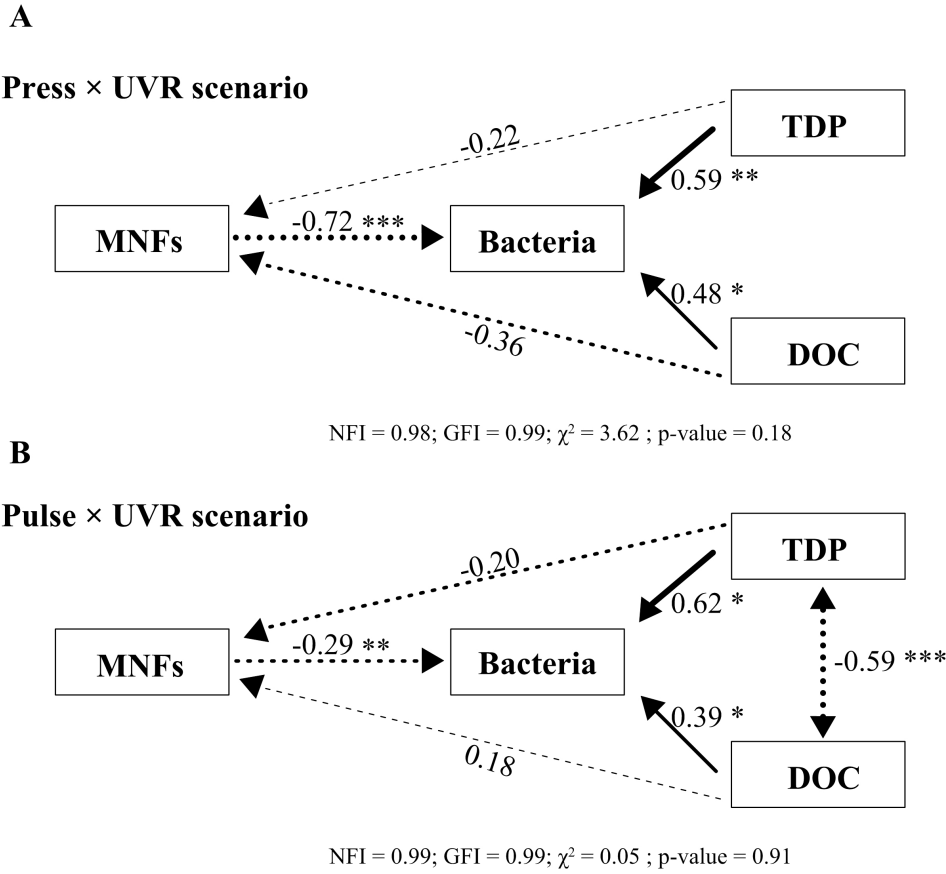 A
Press × UVR scenario
TDP
-0.22
0.59 **
MNFs
-0.72 ***
Bacteria
0.48 *
-0.36
DOC
NFI = 0.98; GFI = 0.99; χ² = 3.62 ; p-value = 0.18
B
Pulse × UVR scenario
TDP
-0.20
0.62 *
MNFs
-0.29 **
Bacteria
-0.59 ***
0.39 *
0.18
DOC
NFI = 0.99; GFI = 0.99; χ² = 0.05 ; p-value = 0.91